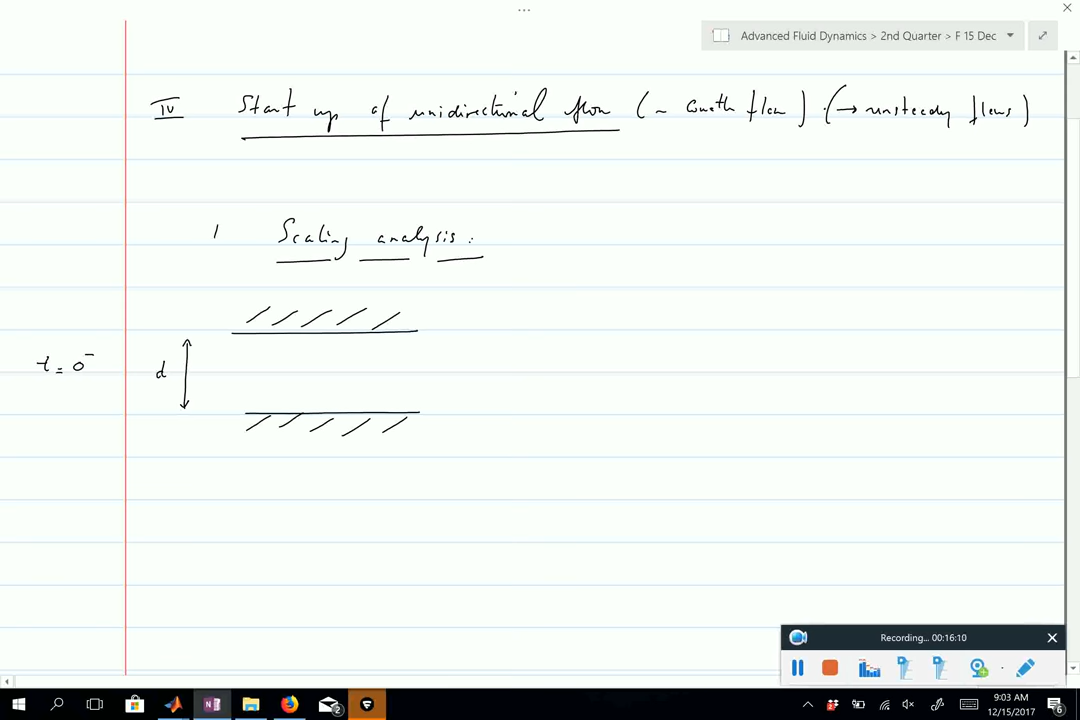 Advanced Fluid Dynamics > 2nd Quarter > F 15 Dec
IV Start up of unidirectional flow (~ Couette flow). (→ unsteady flows)
1 Scaling analysis:
t = 0⁻ d
Recording... 00:16:10
9:03 AM
12/15/2017